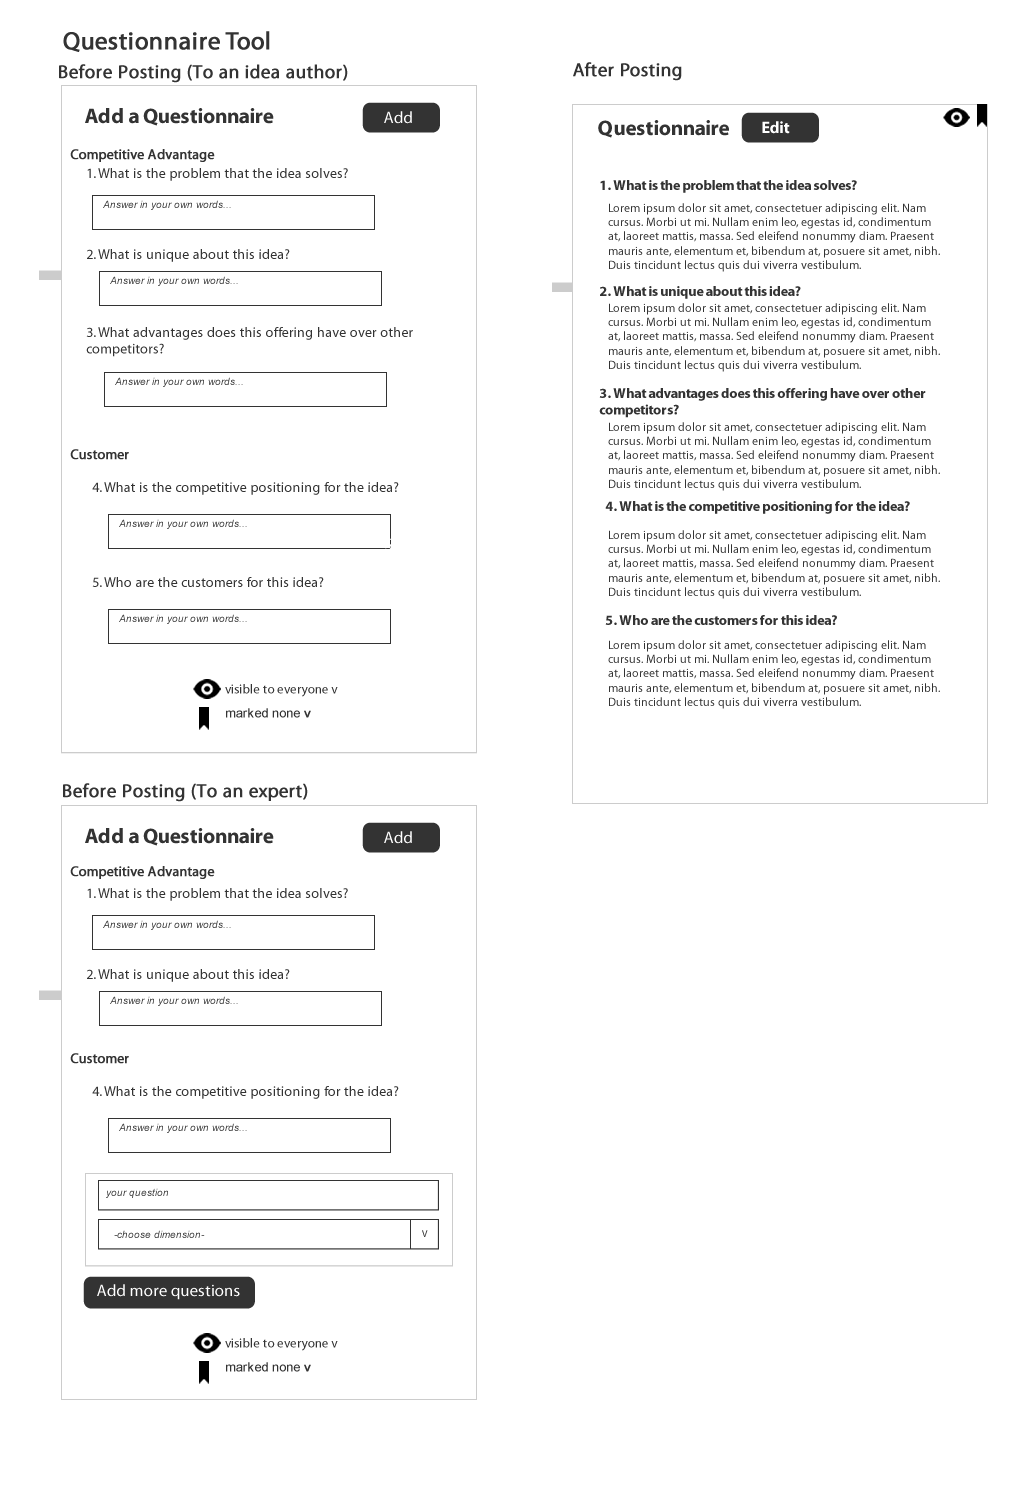 Questionnaire Tool
Before Posting (To an idea author)
Add a Questionnaire
Add
Competitive Advantage
1. What is the problem that the idea solves?
Answer in your own words...
2. What is unique about this idea?
Answer in your own words...
3. What advantages does this offering have over other
competitors?
Answer in your own words...
Customer
4. What is the competitive positioning for the idea?
Answer in your own words...
5. Who are the customers for this idea?
Answer in your own words...
visible to everyone v
marked none v
Before Posting (To an expert)
Add a Questionnaire
Add
Competitive Advantage
1. What is the problem that the idea solves?
Answer in your own words...
2. What is unique about this idea?
Answer in your own words...
Customer
4. What is the competitive positioning for the idea?
Answer in your own words...
your question
-choose dimension-
V
Add more questions
visible to everyone v
marked none v
After Posting
Questionnaire
Edit
1. What is the problem that the idea solves?
Lorem ipsum dolor sit amet, consectetuer adipiscing elit. Nam
cursus. Morbi ut mi. Nullam enim leo, egestas id, condimentum
at, laoreet mattis, massa. Sed eleifend nonummy diam. Praesent
mauris ante, elementum et, bibendum at, posuere sit amet, nibh.
Duis tincidunt lectus quis dui viverra vestibulum.
2. What is unique about this idea?
Lorem ipsum dolor sit amet, consectetuer adipiscing elit. Nam
cursus. Morbi ut mi. Nullam enim leo, egestas id, condimentum
at, laoreet mattis, massa. Sed eleifend nonummy diam. Praesent
mauris ante, elementum et, bibendum at, posuere sit amet, nibh.
Duis tincidunt lectus quis dui viverra vestibulum.
3. What advantages does this offering have over other
competitors?
Lorem ipsum dolor sit amet, consectetuer adipiscing elit. Nam
cursus. Morbi ut mi. Nullam enim leo, egestas id, condimentum
at, laoreet mattis, massa. Sed eleifend nonummy diam. Praesent
mauris ante, elementum et, bibendum at, posuere sit amet, nibh.
Duis tincidunt lectus quis dui viverra vestibulum.
4. What is the competitive positioning for the idea?
Lorem ipsum dolor sit amet, consectetuer adipiscing elit. Nam
cursus. Morbi ut mi. Nullam enim leo, egestas id, condimentum
at, laoreet mattis, massa. Sed eleifend nonummy diam. Praesent
mauris ante, elementum et, bibendum at, posuere sit amet, nibh.
Duis tincidunt lectus quis dui viverra vestibulum.
5. Who are the customers for this idea?
Lorem ipsum dolor sit amet, consectetuer adipiscing elit. Nam
cursus. Morbi ut mi. Nullam enim leo, egestas id, condimentum
at, laoreet mattis, massa. Sed eleifend nonummy diam. Praesent
mauris ante, elementum et, bibendum at, posuere sit amet, nibh.
Duis tincidunt lectus quis dui viverra vestibulum.